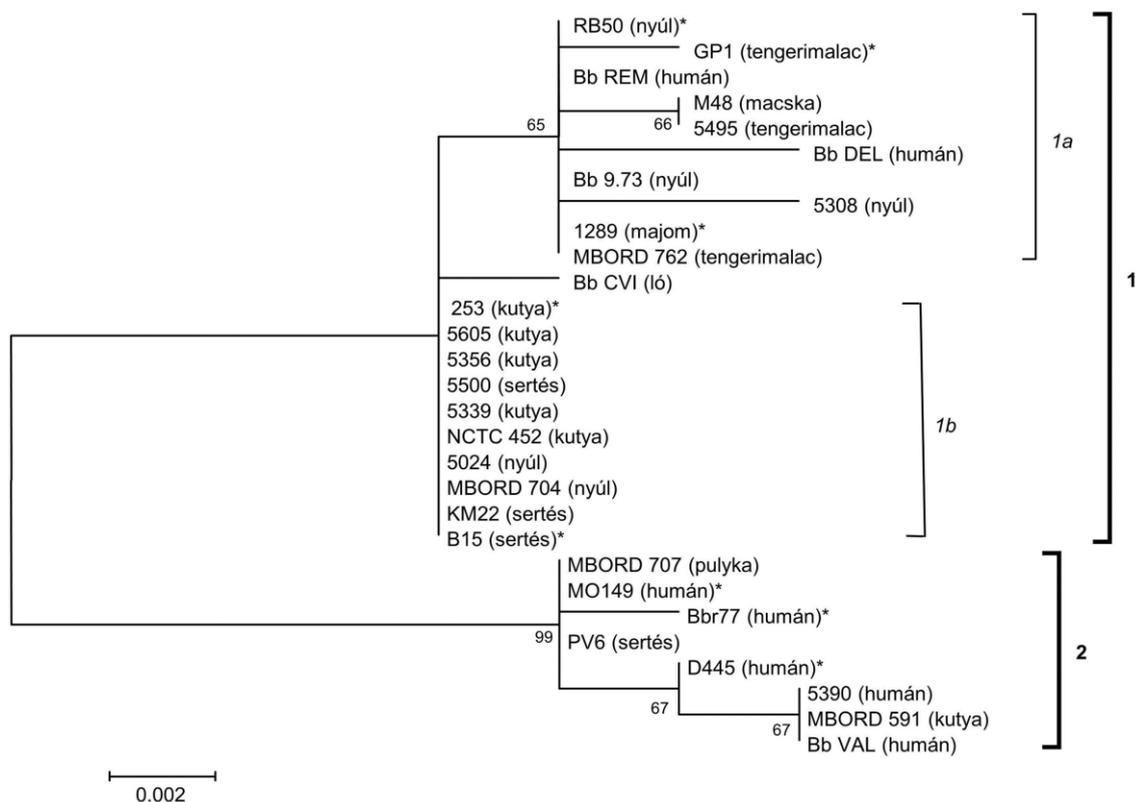 RB50 (nyúl)*
GP1 (tengerimalac)*
Bb REM (humán)
M48 (macska)
65
66
5495 (tengerimalac)
1a
Bb DEL (humán)
Bb 9.73 (nyúl)
5308 (nyúl)
1289 (majom)*
MBORD 762 (tengerimalac)
Bb CVI (ló)
1
253 (kutya)*
5605 (kutya)
5356 (kutya)
5500 (sertés)
5339 (kutya)
1b
NCTC 452 (kutya)
5024 (nyúl)
MBORD 704 (nyúl)
KM22 (sertés)
B15 (sertés)*
MBORD 707 (pulyka)
MO149 (humán)*
Bbr77 (humán)*
99
PV6 (sertés)
2
D445 (humán)*
5390 (humán)
67
MBORD 591 (kutya)
67
Bb VAL (humán)
0.002